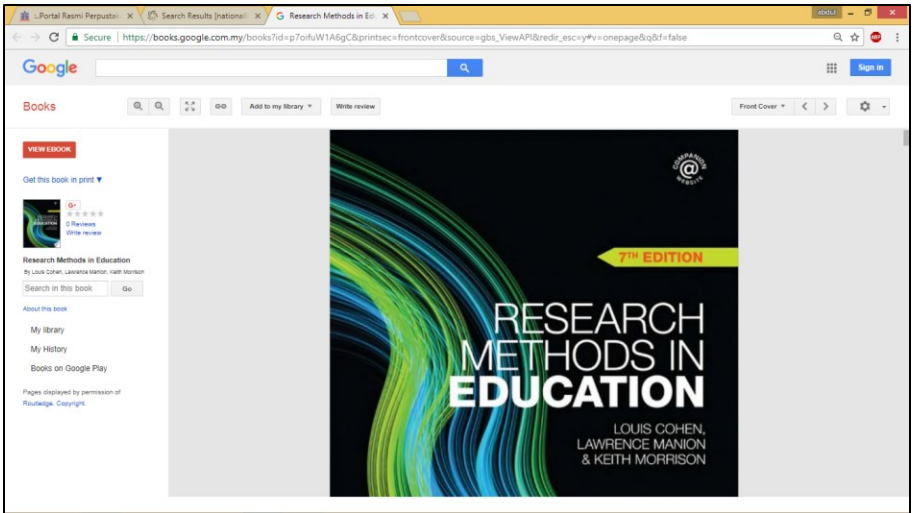 ..:Portal Rasmi Perpustak
Search Results [nationali
Research Methods in Edu
abdul
Secure | https://books.google.com.my/books?id=p7oifuW1A6gC&printsec=frontcover&source=gbs_ViewAPI&redir_esc=y#v=onepage&q&f=false
ABP
Google
Sign in
Books
Add to my library
Write review
Front Cover
VIEW EBOOK
Get this book in print ▼
G+
0 Reviews
Write review
Research Methods in Education
By Louis Cohen, Lawrence Manion, Keith Morrison
Search in this book
Go
About this book
My library
My History
Books on Google Play
Pages displayed by permission of
Routledge. Copyright.
COMPANION
@
WEBSITE
7TH EDITION
RESEARCH
METHODS IN
EDUCATION
LOUIS COHEN,
LAWRENCE MANION
& KEITH MORRISON